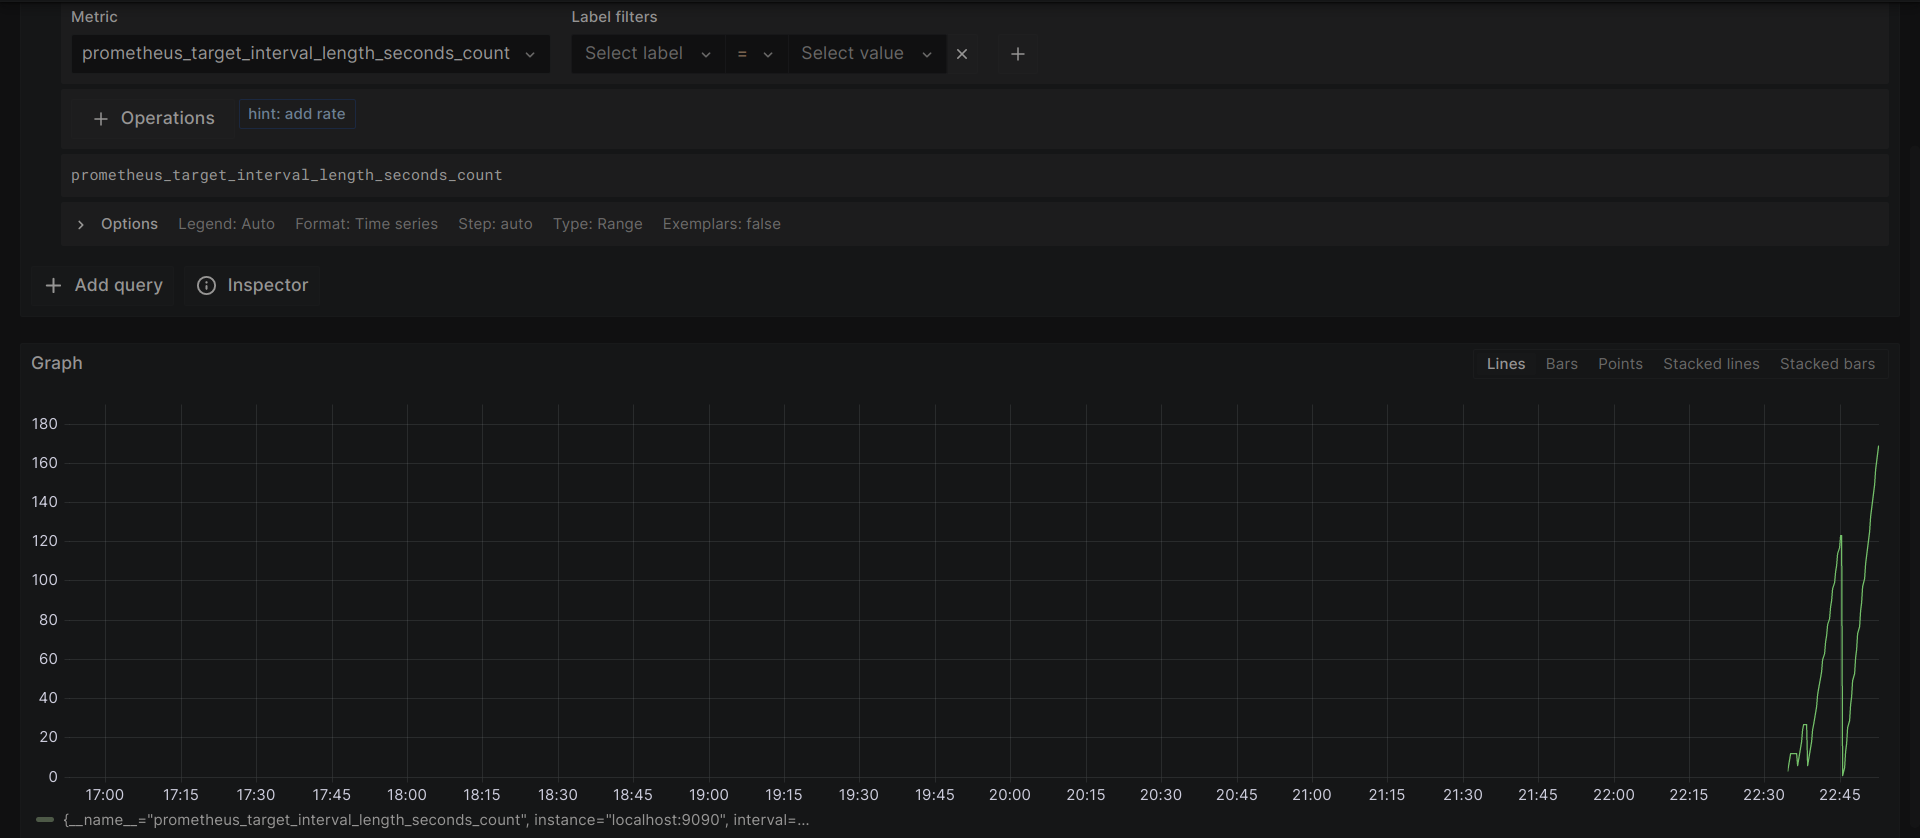 Metric Label filters
prometheus_target_interval_length_seconds_count Select label = Select value
Operations hint: add rate
prometheus_target_interval_length_seconds_count
Options Legend: Auto Format: Time series Step: auto Type: Range Exemplars: false
Add query Inspector
Graph Lines Bars Points Stacked lines Stacked bars
180
160
140
120
100
80
60
40
20
0
17:00 17:15 17:30 17:45 18:00 18:15 18:30 18:45 19:00 19:15 19:30 19:45 20:00 20:15 20:30 20:45 21:00 21:15 21:30 21:45 22:00 22:15 22:30 22:45
{__name__="prometheus_target_interval_length_seconds_count", instance="localhost:9090", interval=...